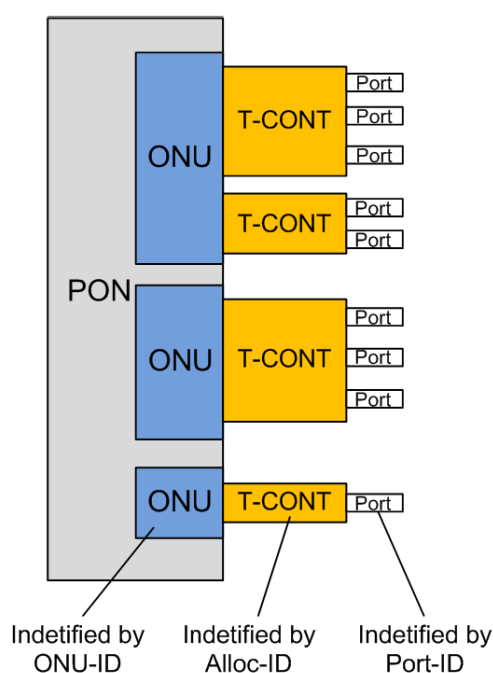 Port
T-CONT
Port
ONU
Port
Port
T-CONT
Port
PON
Port
ONU
T-CONT
Port
Port
ONU
T-CONT
Port
Indetified by
ONU-ID
Indetified by
Alloc-ID
Indetified by
Port-ID